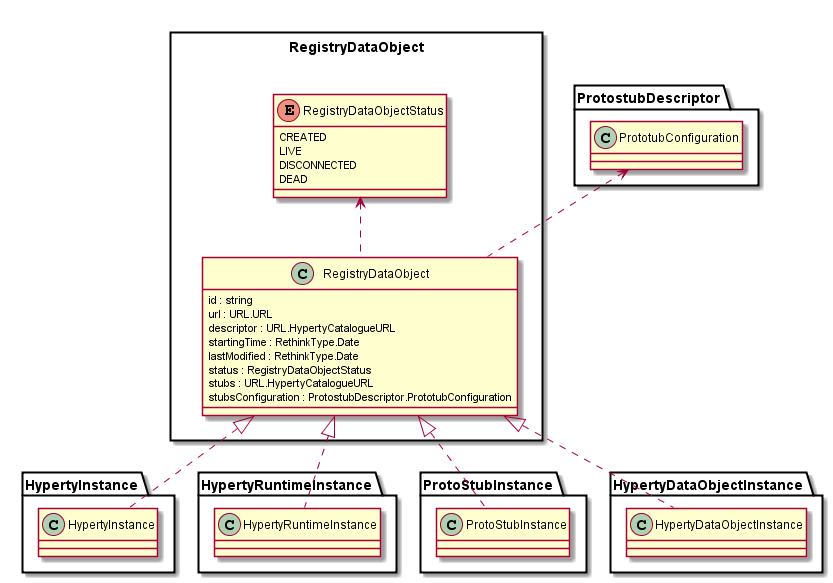 RegistryDataObject
E RegistryDataObjectStatus
CREATED
LIVE
DISCONNECTED
DEAD
ProtostubDescriptor
C PrototubConfiguration
C RegistryDataObject
id : string
url : URL.URL
descriptor : URL.HypertyCatalogueURL
startingTime : RethinkType.Date
lastModified : RethinkType.Date
status : RegistryDataObjectStatus
stubs : URL.HypertyCatalogueURL
stubsConfiguration : ProtostubDescriptor.PrototubConfiguration
HypertyInstance
C HypertyInstance
HypertyRuntimeInstance
C HypertyRuntimeInstance
ProtoStubInstance
C ProtoStubInstance
HypertyDataObjectInstance
C HypertyDataObjectInstance